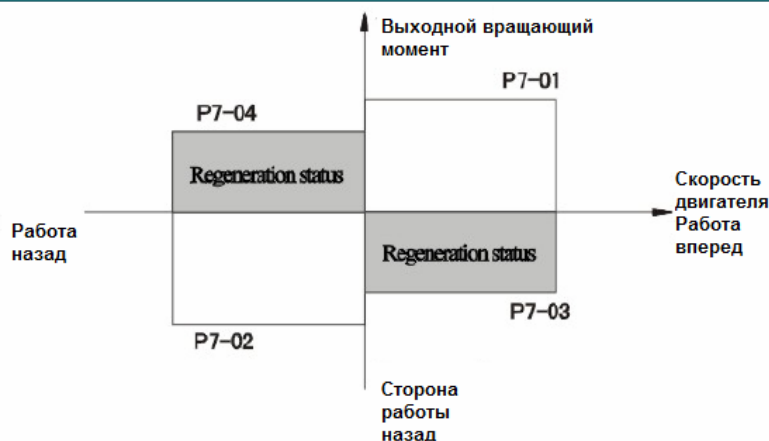 Выходной вращающий
момент
P7-01
P7-04
Regeneration status
Скорость
двигателя
Работа
вперед
Работа
назад
Regeneration status
P7-03
P7-02
Сторона
работы
назад